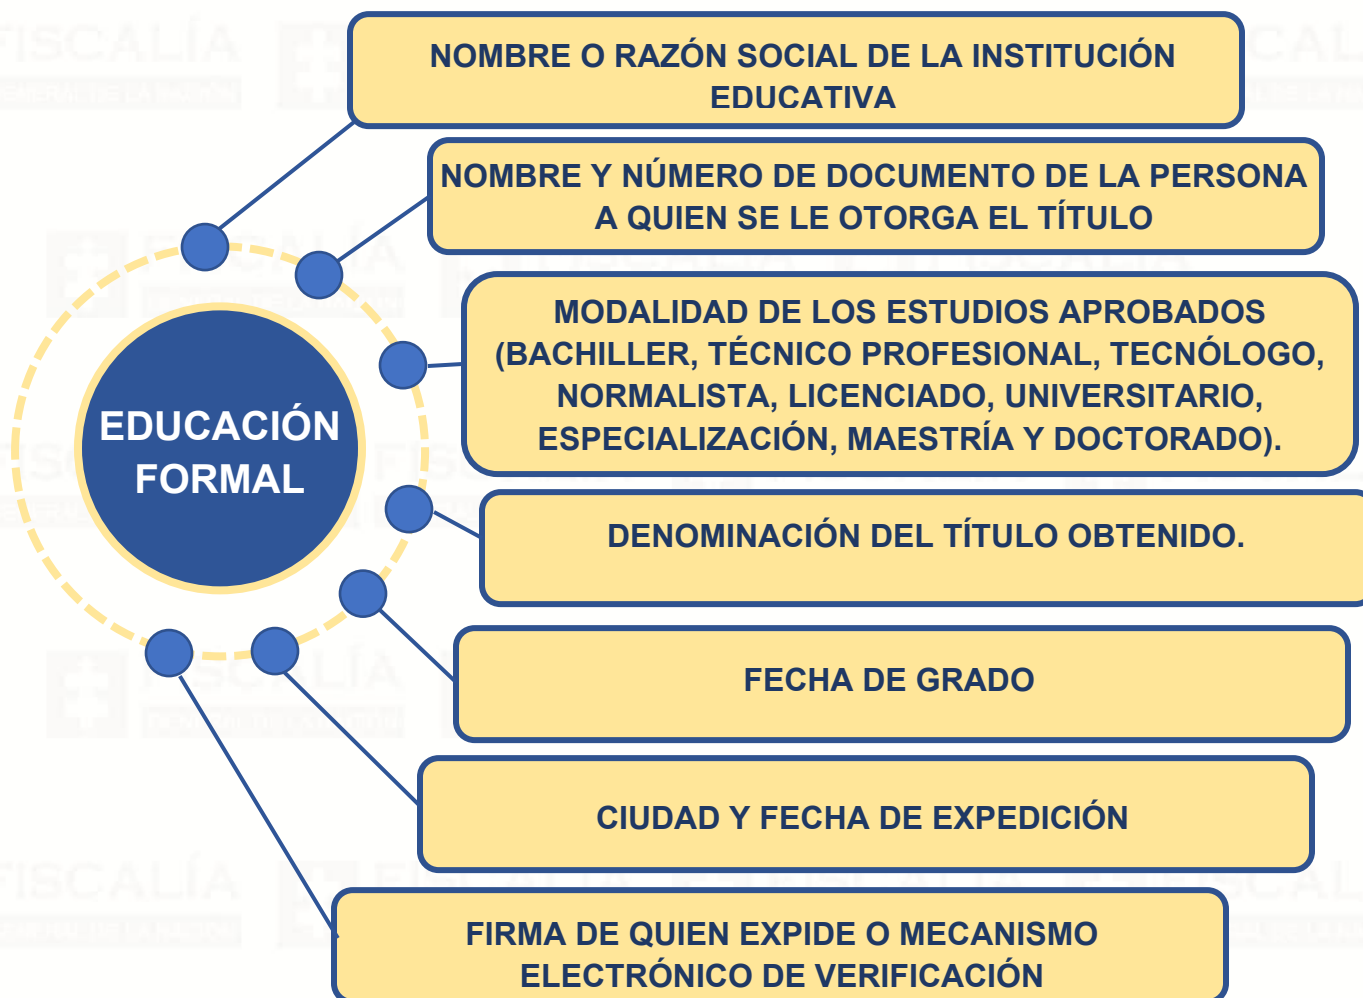 NOMBRE O RAZÓN SOCIAL DE LA INSTITUCIÓN
EDUCATIVA
NOMBRE Y NÚMERO DE DOCUMENTO DE LA PERSONA
A QUIEN SE LE OTORGA EL TÍTULO
MODALIDAD DE LOS ESTUDIOS APROBADOS
(BACHILLER, TÉCNICO PROFESIONAL, TECNÓLOGO,
NORMALISTA, LICENCIADO, UNIVERSITARIO,
ESPECIALIZACIÓN, MAESTRÍA Y DOCTORADO).
EDUCACIÓN
FORMAL
DENOMINACIÓN DEL TÍTULO OBTENIDO.
FECHA DE GRADO
CIUDAD Y FECHA DE EXPEDICIÓN
FIRMA DE QUIEN EXPIDE O MECANISMO
ELECTRÓNICO DE VERIFICACIÓN
FISCALÍA